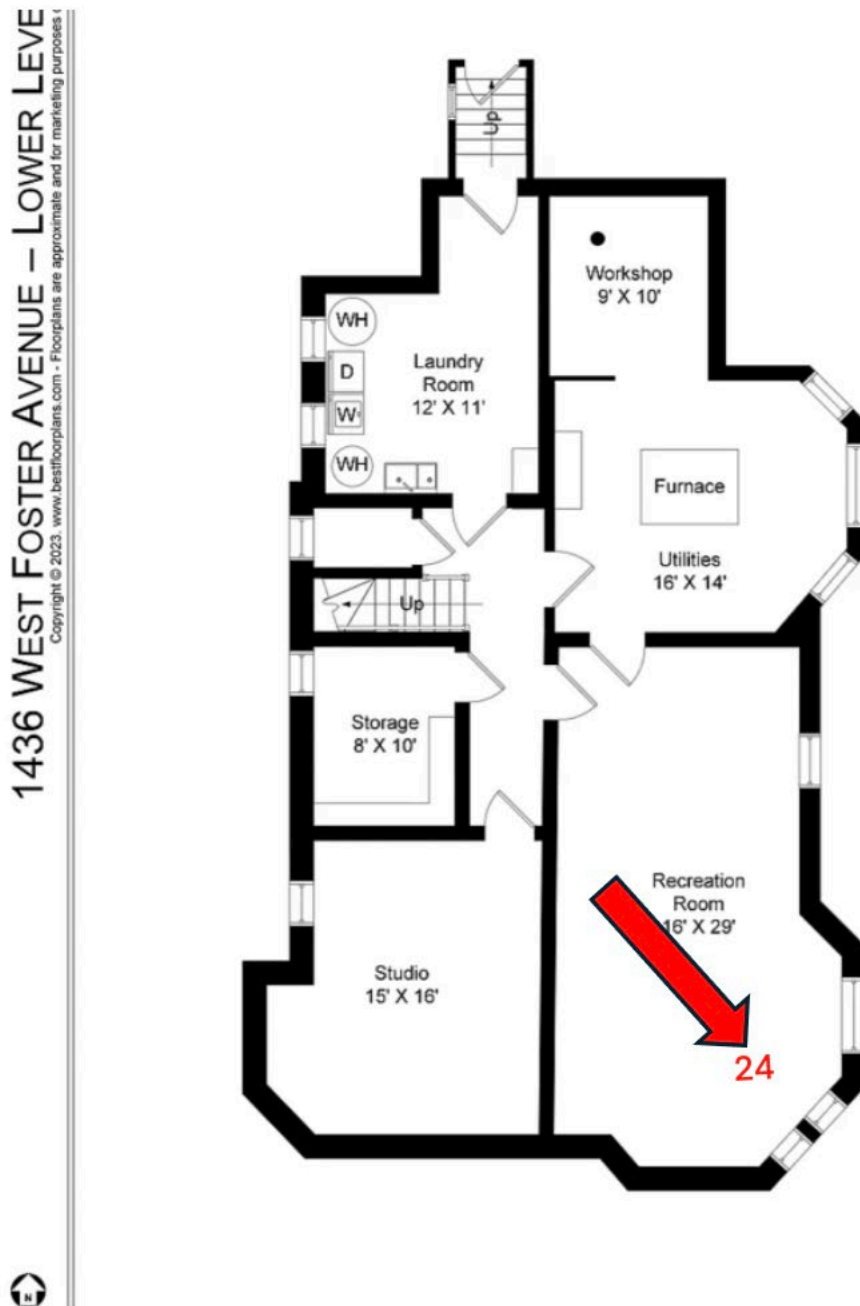 1436 WEST FOSTER AVENUE – LOWER LEVE
Copyright © 2023. www.bestfloorplans.com - Floorplans are approximate and for marketing purposes
Up
Workshop
9' X 10'
WH
D
W
WH
Laundry
Room
12' X 11'
Furnace
Utilities
16' X 14'
Up
Storage
8' X 10'
Recreation
Room
16' X 29'
Studio
15' X 16'
24
N